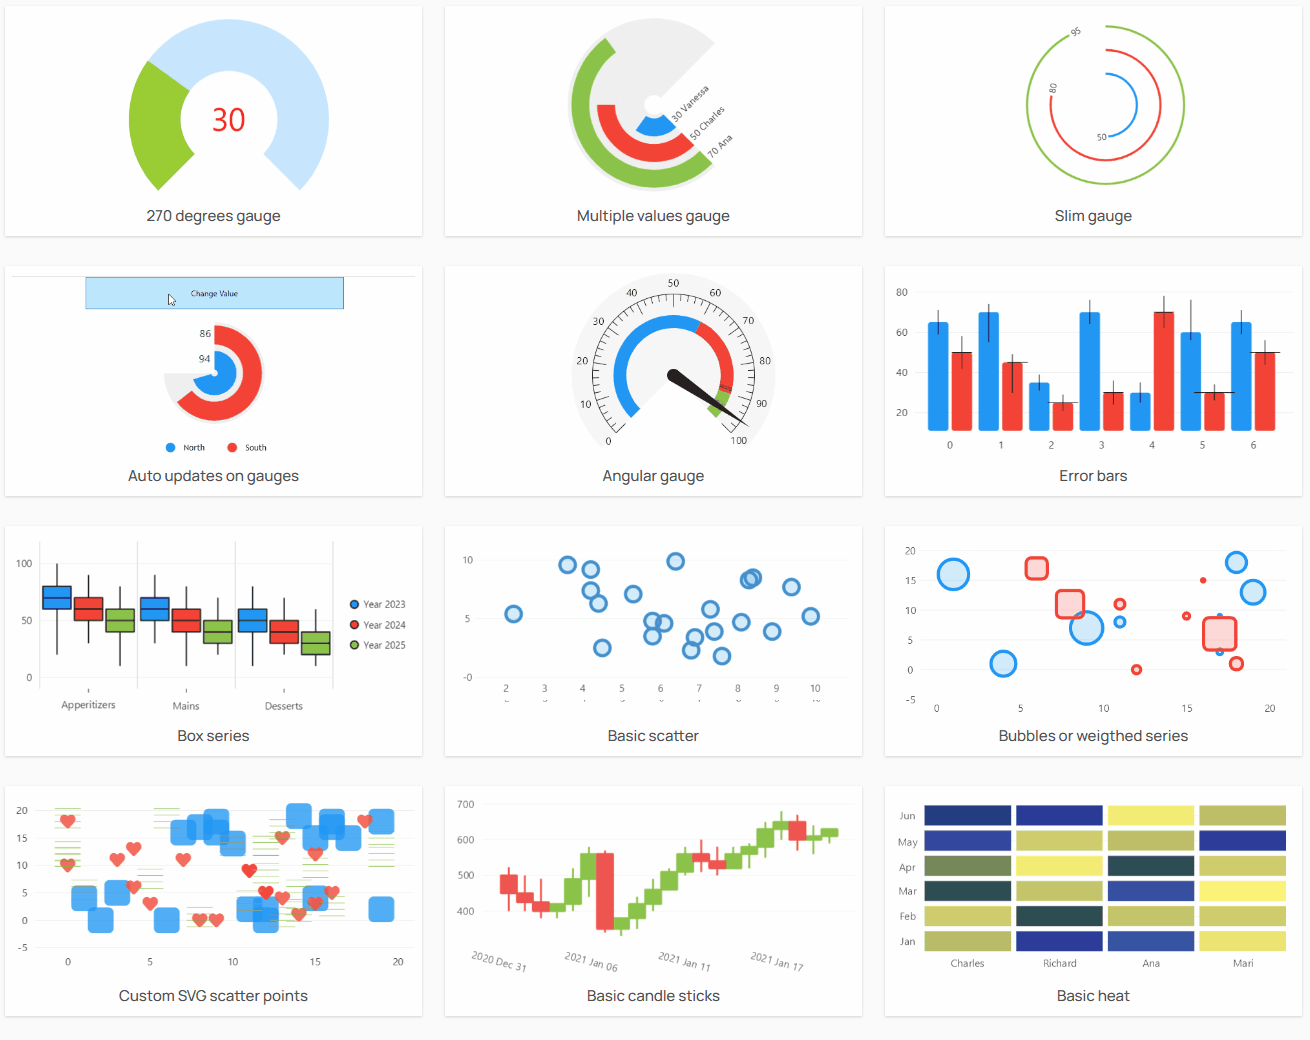 30
270 degrees gauge
30 Vanessa
50 Charles
70 Ana
Multiple values gauge
95
80
50
Slim gauge
Change Value
86
94
North South
Auto updates on gauges
0 10 20 30 40 50 60 70 80 90 100
Angular gauge
80
60
40
20
0 1 2 3 4 5 6
Error bars
100
50
0
Year 2023
Year 2024
Year 2025
Apperitizers Mains Desserts
Box series
10
5
-0
2 3 4 5 6 7 8 9 10
Basic scatter
20
15
10
5
0
-5
0 5 10 15 20
Bubbles or weigthed series
20
15
10
5
0
-5
0 5 10 15 20
Custom SVG scatter points
700
600
500
400
2020 Dec 31 2021 Jan 06 2021 Jan 11 2021 Jan 17
Basic candle sticks
Jun
May
Apr
Mar
Feb
Jan
Charles Richard Ana Mari
Basic heat